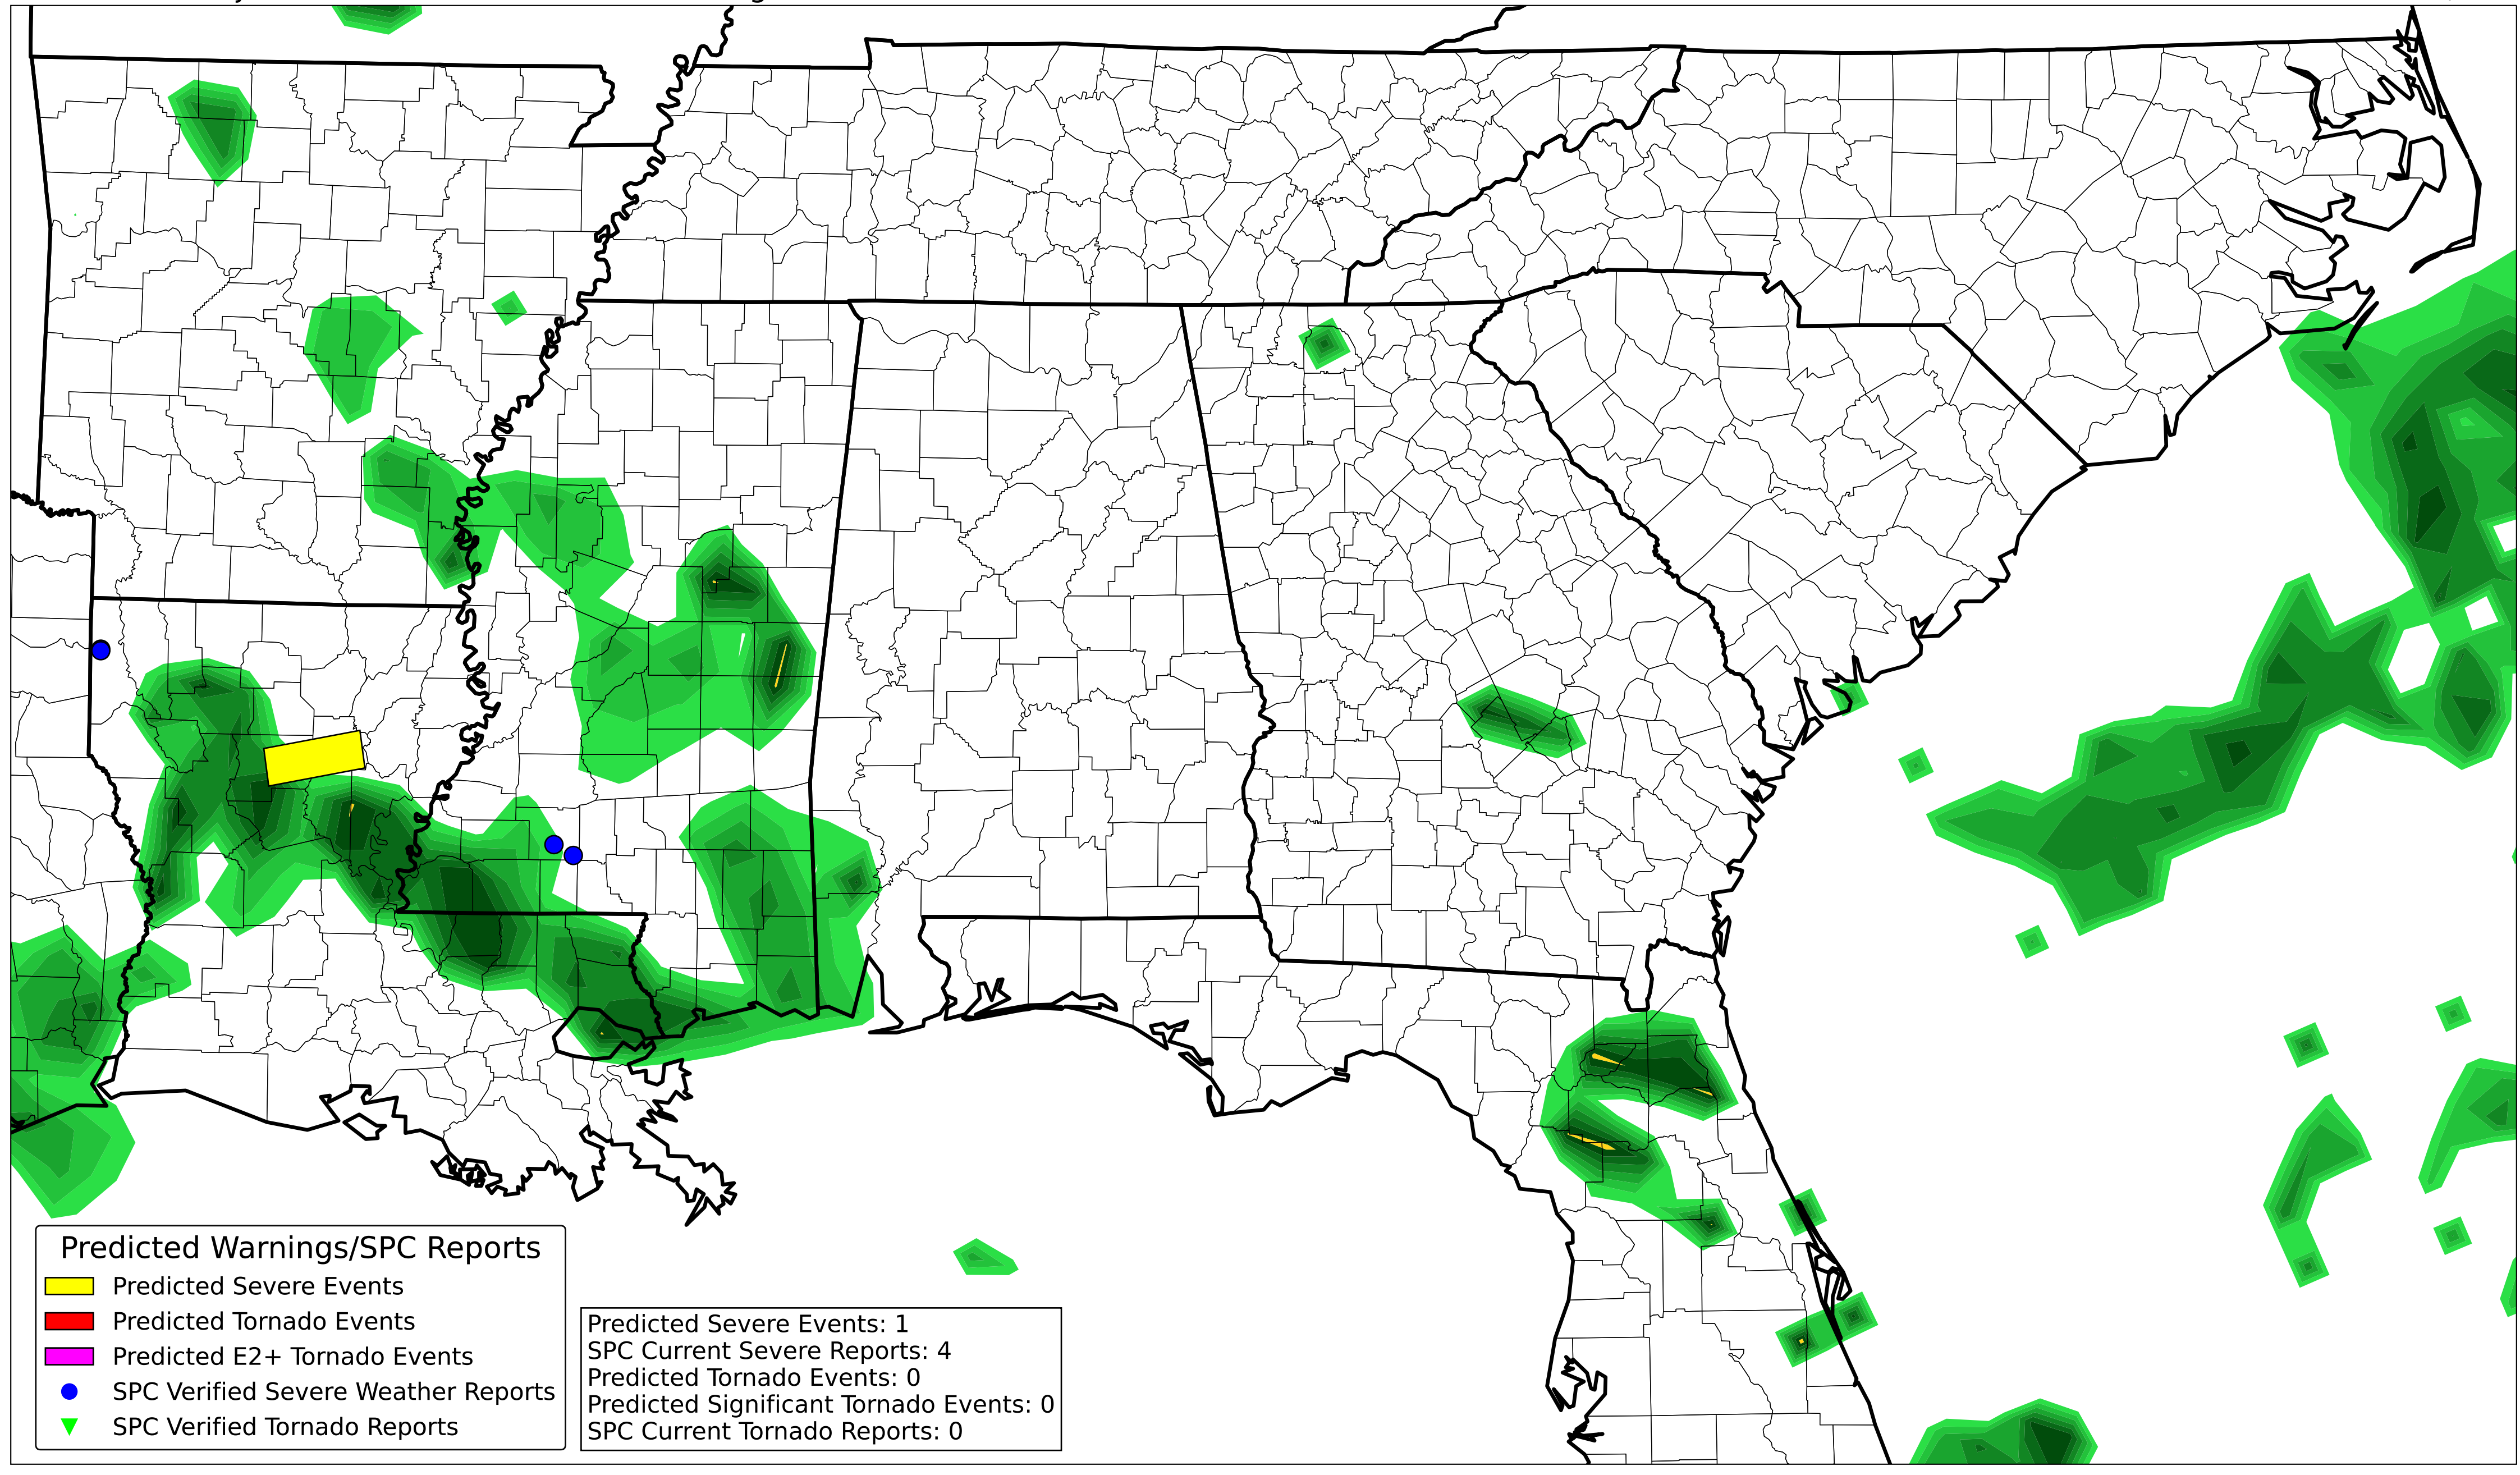 Predicted Warnings/SPC Reports
Predicted Severe Events
Predicted Tornado Events
Predicted E2+ Tornado Events
SPC Verified Severe Weather Reports
SPC Verified Tornado Reports
Predicted Severe Events: 1
SPC Current Severe Reports: 4
Predicted Tornado Events: 0
Predicted Significant Tornado Events: 0
SPC Current Tornado Reports: 0